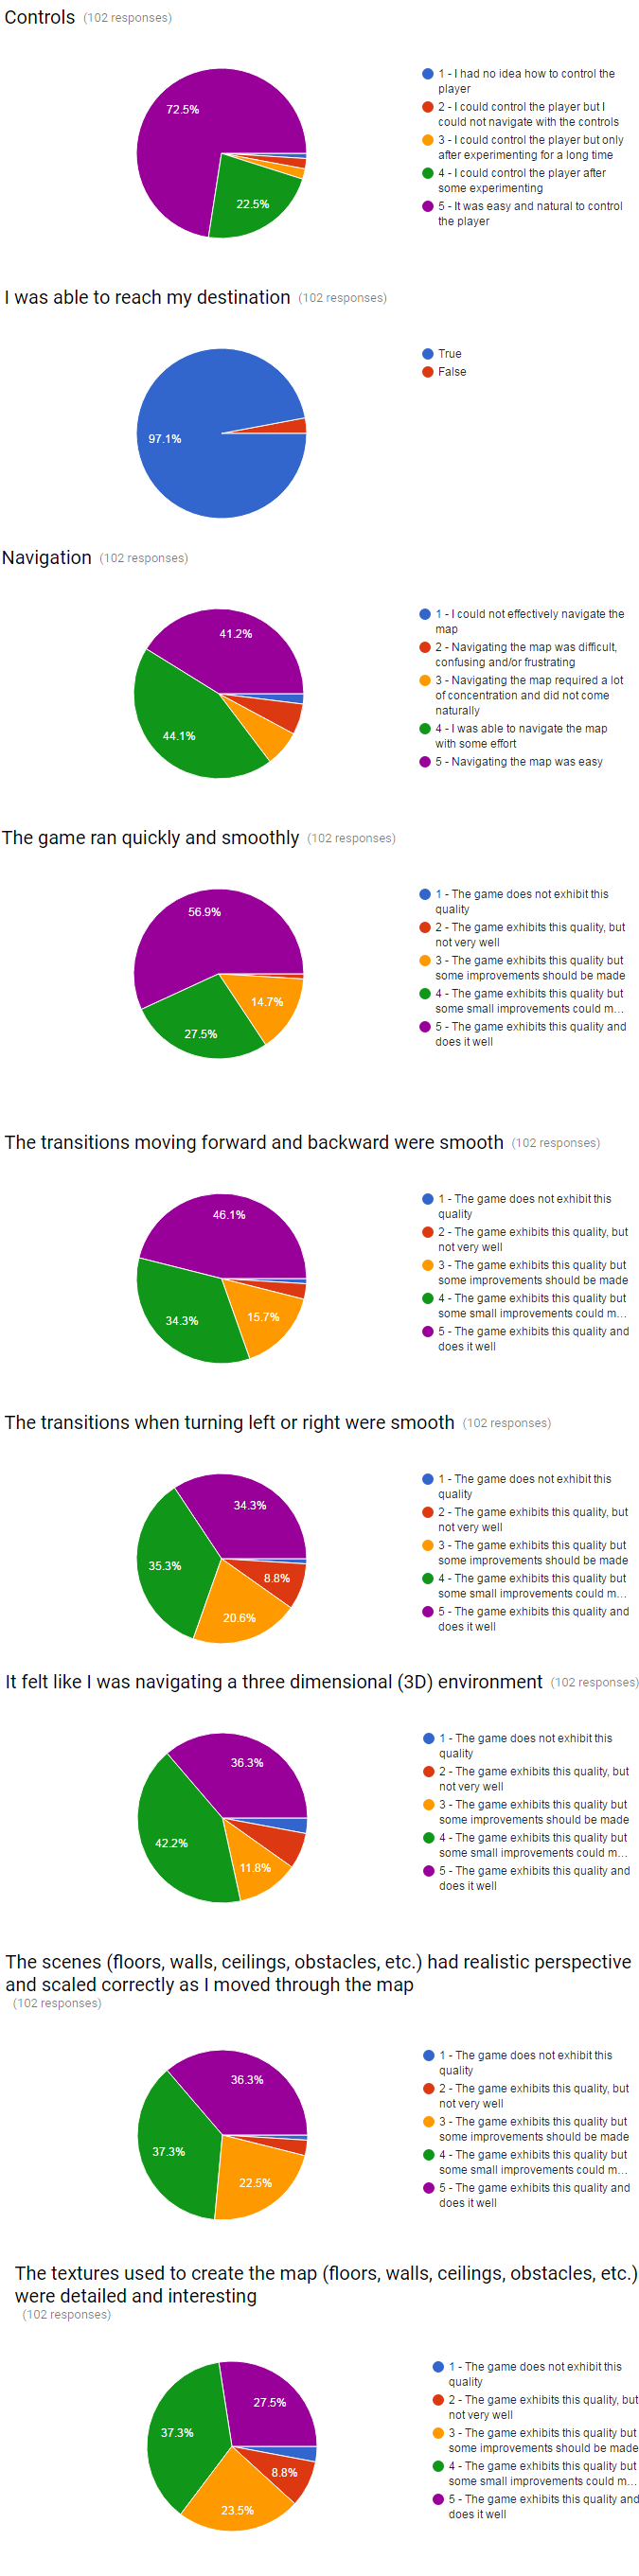 Controls (102 responses)
72.5%
22.5%
1 - I had no idea how to control the
player
2 - I could control the player but I
could not navigate with the controls
3 - I could control the player but only
after experimenting for a long time
4 - I could control the player after
some experimenting
5 - It was easy and natural to control
the player
I was able to reach my destination (102 responses)
97.1%
True
False
Navigation (102 responses)
41.2%
44.1%
1 - I could not effectively navigate the
map
2 - Navigating the map was difficult,
confusing and/or frustrating
3 - Navigating the map required a lot
of concentration and did not come
naturally
4 - I was able to navigate the map
with some effort
5 - Navigating the map was easy
The game ran quickly and smoothly (102 responses)
56.9%
14.7%
27.5%
1 - The game does not exhibit this
quality
2 - The game exhibits this quality, but
not very well
3 - The game exhibits this quality but
some improvements should be made
4 - The game exhibits this quality but
some small improvements could m...
5 - The game exhibits this quality and
does it well
The transitions moving forward and backward were smooth (102 responses)
46.1%
34.3%
15.7%
1 - The game does not exhibit this
quality
2 - The game exhibits this quality, but
not very well
3 - The game exhibits this quality but
some improvements should be made
4 - The game exhibits this quality but
some small improvements could m...
5 - The game exhibits this quality and
does it well
The transitions when turning left or right were smooth (102 responses)
34.3%
35.3%
8.8%
20.6%
1 - The game does not exhibit this
quality
2 - The game exhibits this quality, but
not very well
3 - The game exhibits this quality but
some improvements should be made
4 - The game exhibits this quality but
some small improvements could m...
5 - The game exhibits this quality and
does it well
It felt like I was navigating a three dimensional (3D) environment (102 responses)
36.3%
42.2%
11.8%
1 - The game does not exhibit this
quality
2 - The game exhibits this quality, but
not very well
3 - The game exhibits this quality but
some improvements should be made
4 - The game exhibits this quality but
some small improvements could m...
5 - The game exhibits this quality and
does it well
The scenes (floors, walls, ceilings, obstacles, etc.) had realistic perspective
and scaled correctly as I moved through the map
(102 responses)
36.3%
37.3%
22.5%
1 - The game does not exhibit this
quality
2 - The game exhibits this quality, but
not very well
3 - The game exhibits this quality but
some improvements should be made
4 - The game exhibits this quality but
some small improvements could m...
5 - The game exhibits this quality and
does it well
The textures used to create the map (floors, walls, ceilings, obstacles, etc.)
were detailed and interesting
(102 responses)
27.5%
37.3%
8.8%
23.5%
1 - The game does not exhibit this
quality
2 - The game exhibits this quality, but
not very well
3 - The game exhibits this quality but
some improvements should be made
4 - The game exhibits this quality but
some small improvements could m...
5 - The game exhibits this quality and
does it well